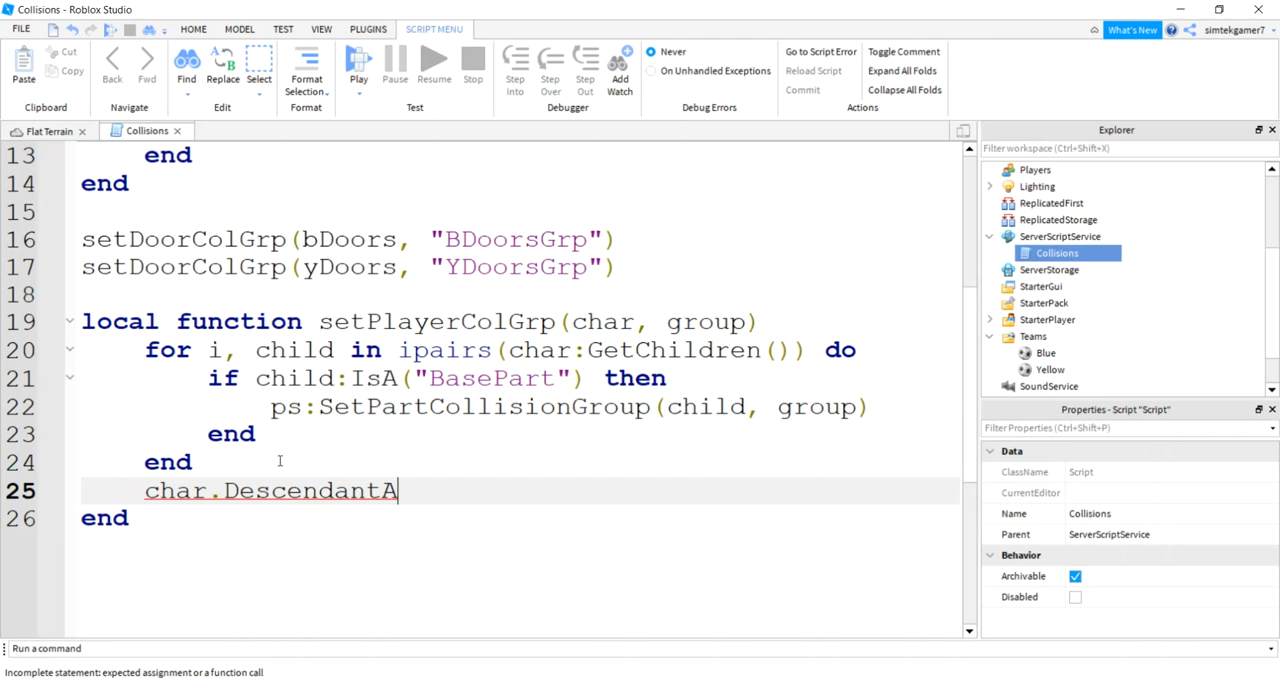 Collisions - Roblox Studio
FILE HOME MODEL TEST VIEW PLUGINS SCRIPT MENU What's New simtekgamer7
Paste Cut Copy Back Fwd Find Replace Select Format Selection Play Pause Resume Stop Step Into Step Over Step Out Add Watch Never On Unhandled Exceptions Go to Script Error Reload Script Commit Toggle Comment Expand All Folds Collapse All Folds
Clipboard Navigate Edit Format Test Debugger Debug Errors Actions
Flat Terrain Collisions
13 end
14 end
15
16 setDoorColGrp(bDoors, "BDoorsGrp")
17 setDoorColGrp(yDoors, "YDoorsGrp")
18
19 local function setPlayerColGrp(char, group)
20 for i, child in ipairs(char:GetChildren()) do
21 if child:IsA("BasePart") then
22 ps:SetPartCollisionGroup(child, group)
23 end
24 end
25 char.DescendantA
26 end
Explorer
Filter workspace (Ctrl+Shift+X)
Players
Lighting
ReplicatedFirst
ReplicatedStorage
ServerScriptService
Collisions
ServerStorage
StarterGui
StarterPack
StarterPlayer
Teams
Blue
Yellow
SoundService
Properties - Script "Script"
Filter Properties (Ctrl+Shift+P)
Data
ClassName Script
CurrentEditor
Name Collisions
Parent ServerScriptService
Behavior
Archivable
Disabled
Run a command
Incomplete statement: expected assignment or a function call